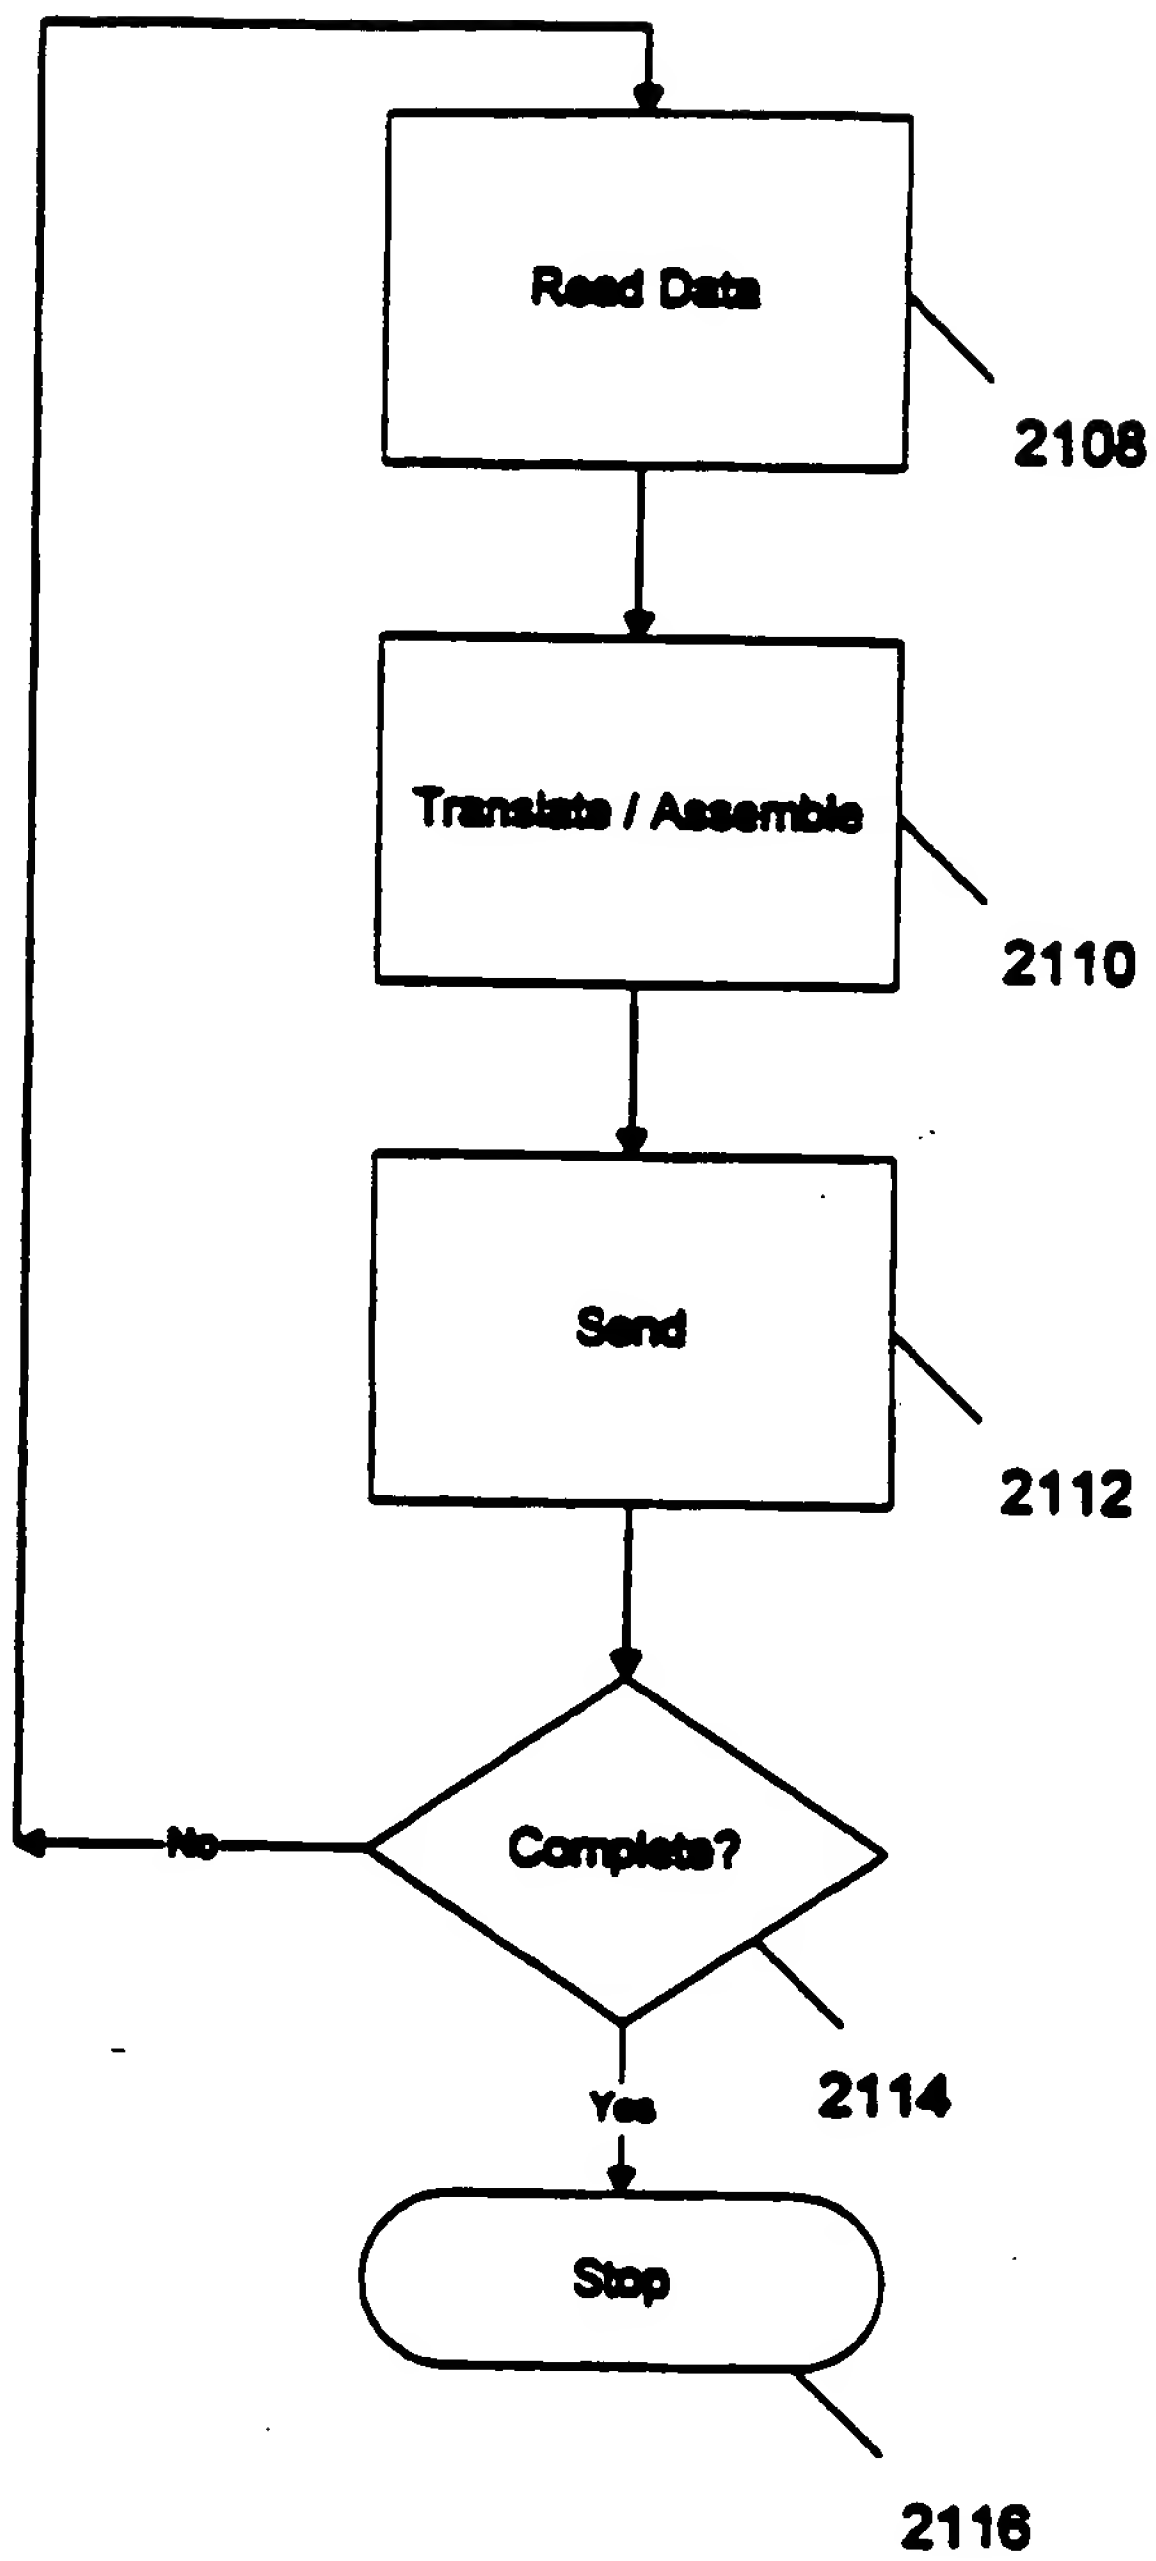 Read Data
2108
Translate / Assemble
2110
Send
2112
Complete?
No
2114
Yes
Stop
2116